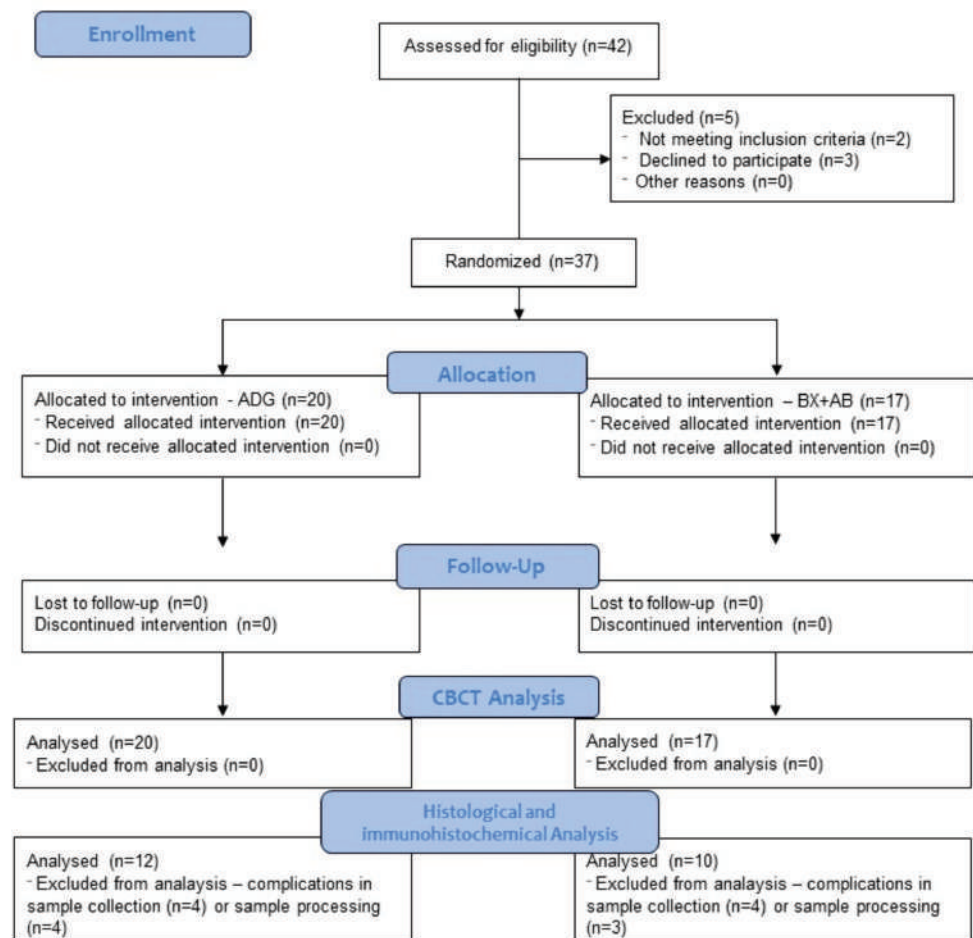 Enrollment
Assessed for eligibility (n=42)
Excluded (n=5)
- Not meeting inclusion criteria (n=2)
- Declined to participate (n=3)
- Other reasons (n=0)
Randomized (n=37)
Allocation
Allocated to intervention - ADG (n=20)
- Received allocated intervention (n=20)
- Did not receive allocated intervention (n=0)
Allocated to intervention – BX+AB (n=17)
- Received allocated intervention (n=17)
- Did not receive allocated intervention (n=0)
Follow-Up
Lost to follow-up (n=0)
Discontinued intervention (n=0)
Lost to follow-up (n=0)
Discontinued intervention (n=0)
CBCT Analysis
Analysed (n=20)
- Excluded from analysis (n=0)
Analysed (n=17)
- Excluded from analysis (n=0)
Histological and
immunohistochemical Analysis
Analysed (n=12)
- Excluded from analaysis – complications in
sample collection (n=4) or sample processing
(n=4)
Analysed (n=10)
- Excluded from anaalysis – complications in
sample collection (n=4) or sample processing
(n=3)